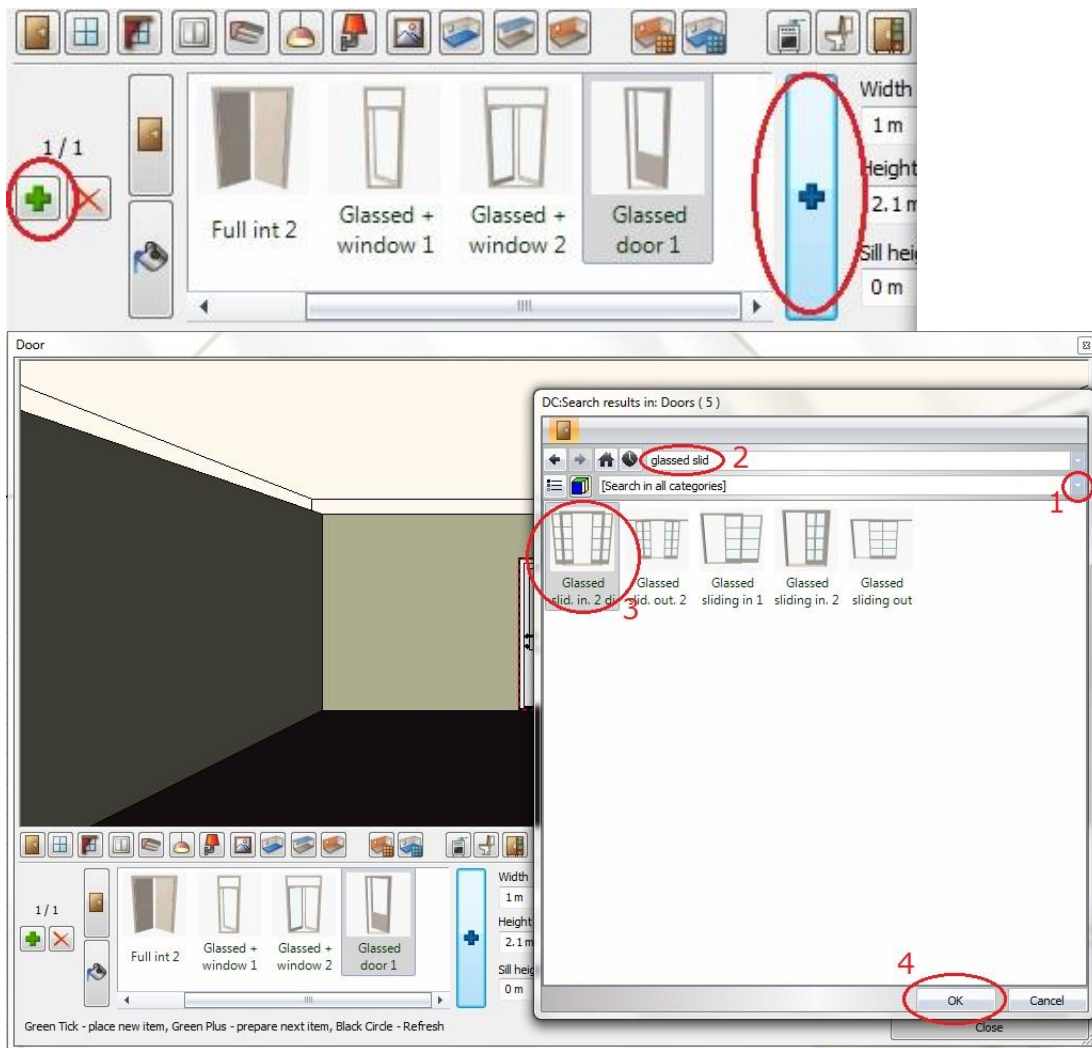 Width
1 m
1 / 1
Height
2.1 m
Full int 2
Glassed +
window 1
Glassed +
window 2
Glassed
door 1
Sill hei
0 m
Door
DC:Search results in: Doors ( 5 )
glassed slid
2
[Search in all categories]
1
Glassed
slid. in. 2 di
Glassed
slid. out. 2
Glassed
sliding in 1
Glassed
sliding in. 2
Glassed
sliding out
3
Width
1 m
1 / 1
Height
2.1 m
Full int 2
Glassed +
window 1
Glassed +
window 2
Glassed
door 1
Sill heig
0 m
4
OK
Cancel
Green Tick - place new item, Green Plus - prepare next item, Black Circle - Refresh
Close